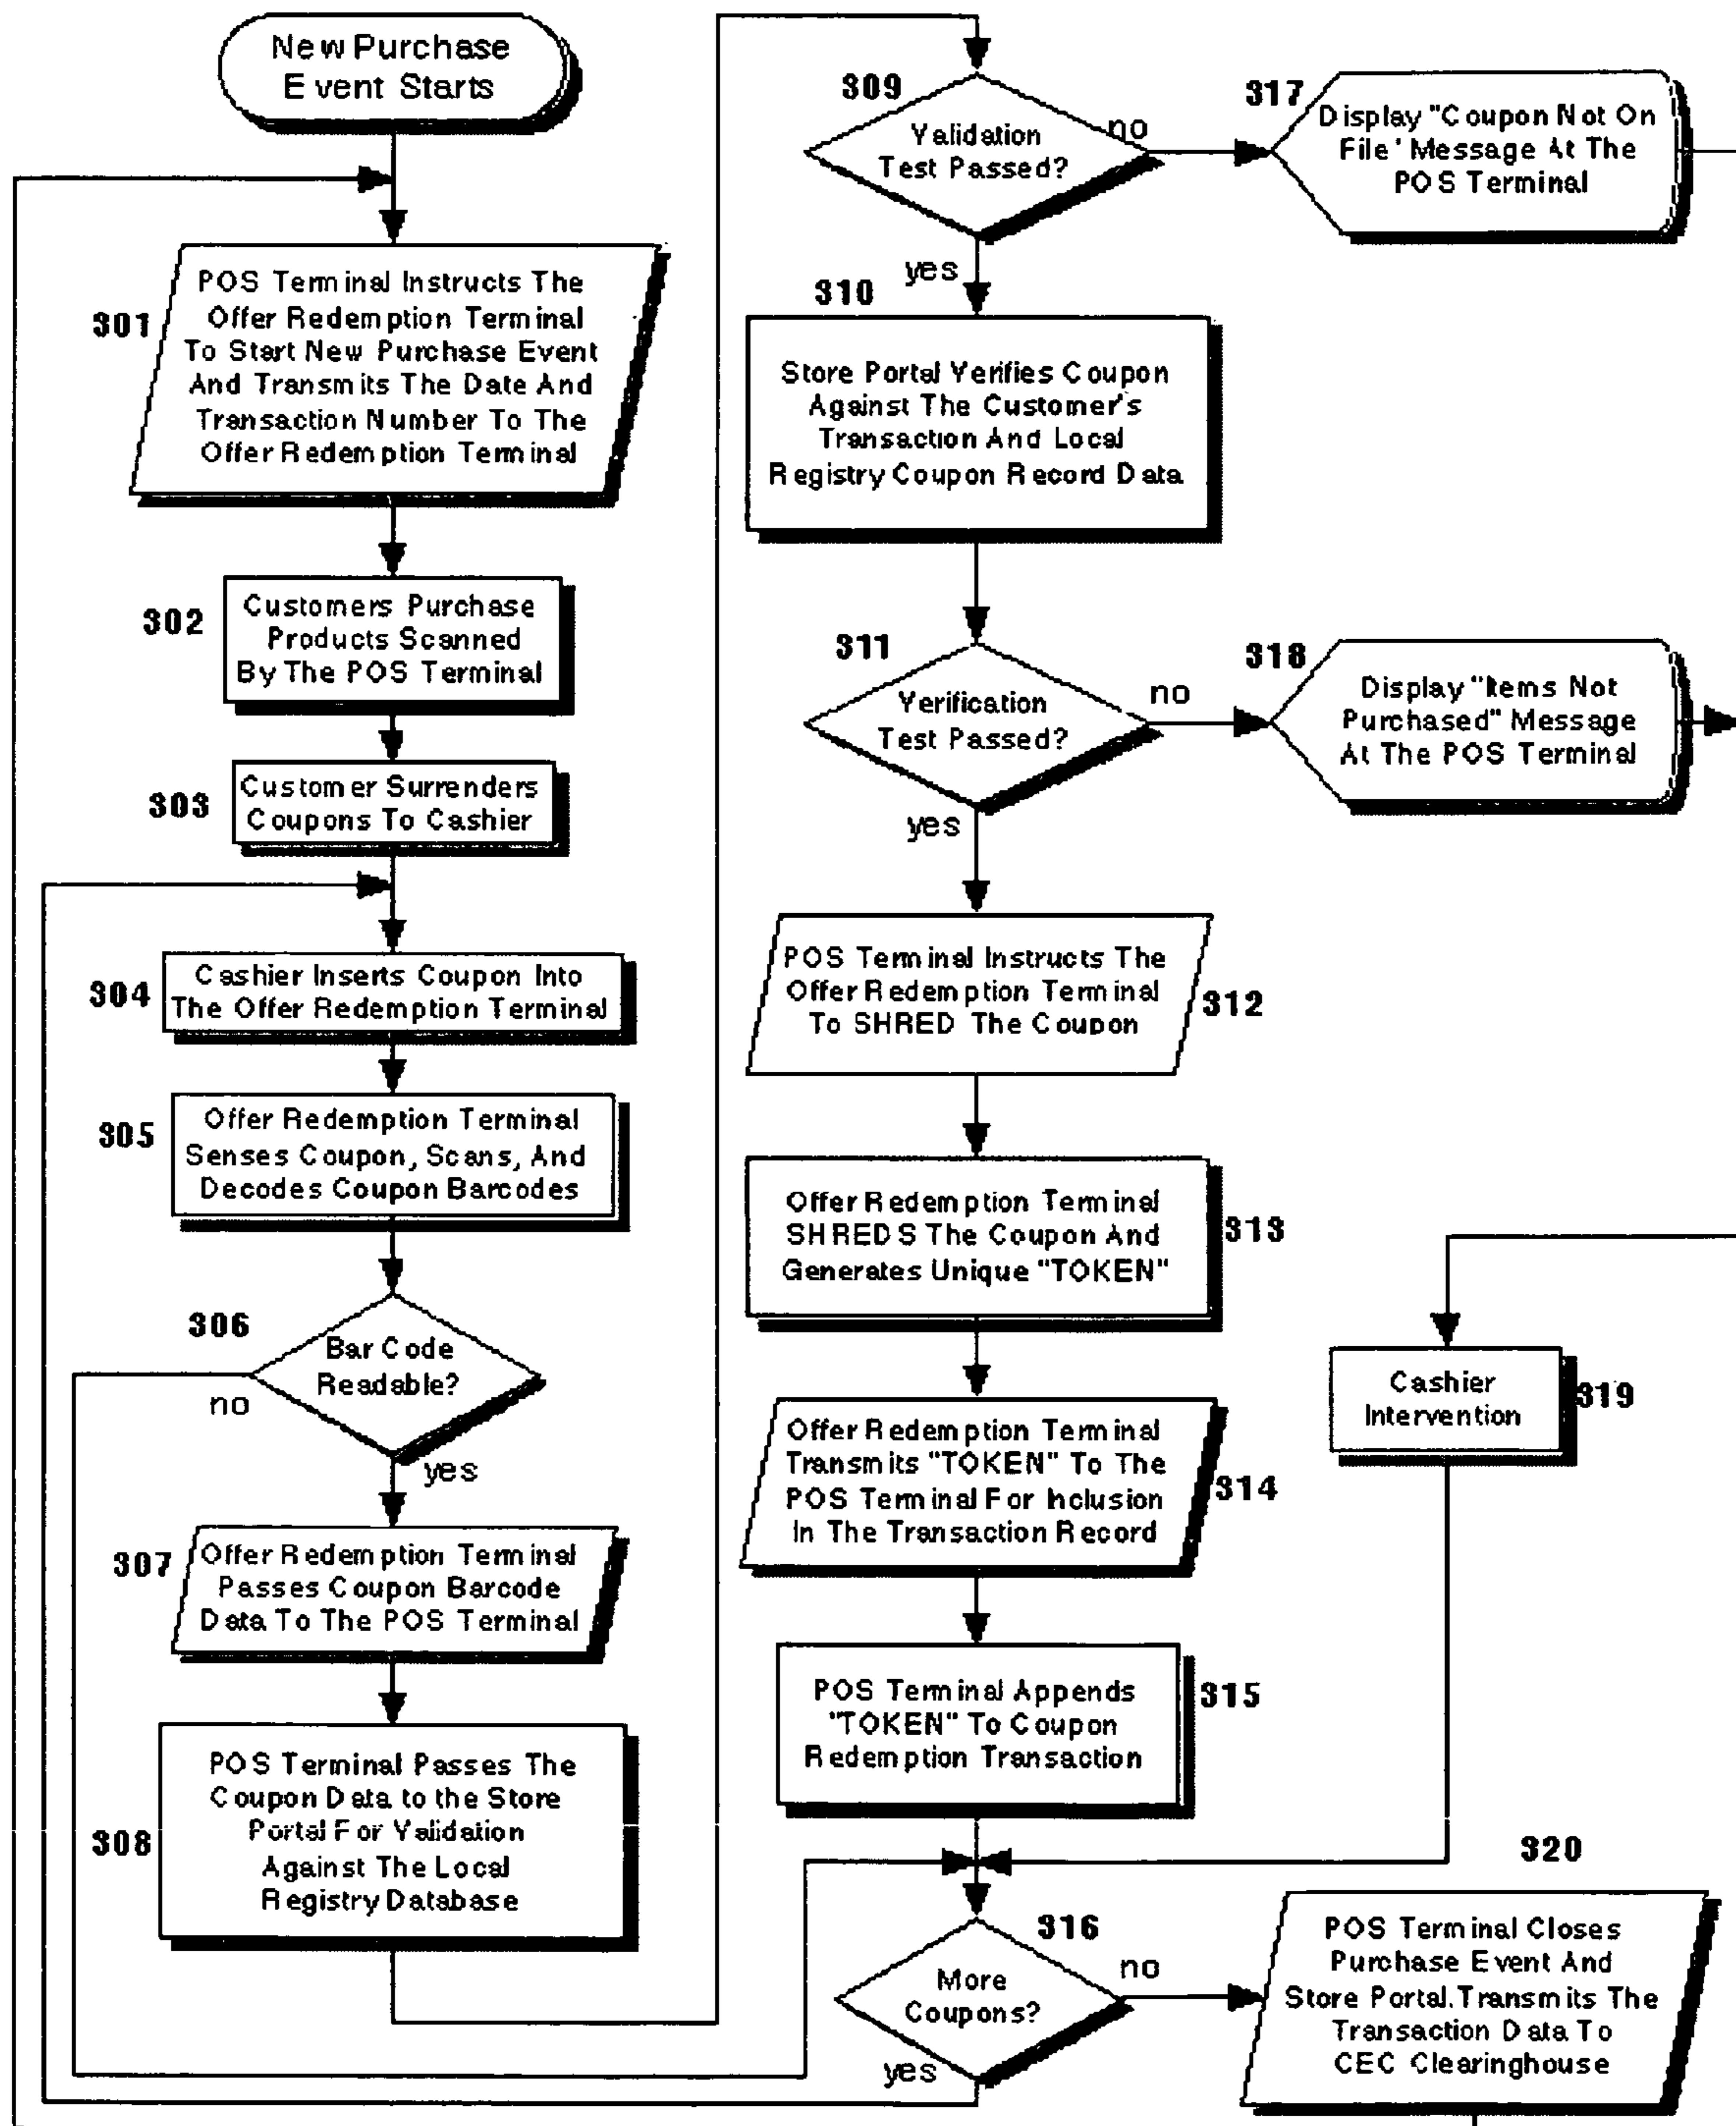 New Purchase
Event Starts
301
POS Terminal Instructs The
Offer Redemption Terminal
To Start New Purchase Event
And Transmits The Date And
Transaction Number To The
Offer Redemption Terminal
302
Customers Purchase
Products Scanned
By The POS Terminal
303
Customer Surrenders
Coupons To Cashier
304
Cashier Inserts Coupon Into
The Offer Redemption Terminal
305
Offer Redemption Terminal
Senses Coupon, Scans, And
Decodes Coupon Barcodes
306
Bar Code
Readable?
no
yes
307
Offer Redemption Terminal
Passes Coupon Barcode
Data To The POS Terminal
308
POS Terminal Passes The
Coupon Data to the Store
Portal For Validation
Against The Local
Registry Database
309
Validation
Test Passed?
no
yes
317
Display "Coupon Not On
File' Message At The
POS Terminal
310
Store Portal Verifies Coupon
Against The Customer's
Transaction And Local
Registry Coupon Record Data
311
Verification
Test Passed?
no
yes
318
Display "Items Not
Purchased" Message
At The POS Terminal
POS Terminal Instructs The
Offer Redemption Terminal
To SHRED The Coupon
312
Offer Redemption Terminal
SHREDS The Coupon And
Generates Unique "TOKEN"
313
Offer Redemption Terminal
Transmits "TOKEN" To The
POS Terminal For Inclusion
In The Transaction Record
314
POS Terminal Appends
"TOKEN" To Coupon
Redemption Transaction
315
Cashier
Intervention
319
316
More
Coupons?
no
yes
320
POS Terminal Closes
Purchase Event And
Store Portal.Transmits The
Transaction Data To
CEC Clearinghouse